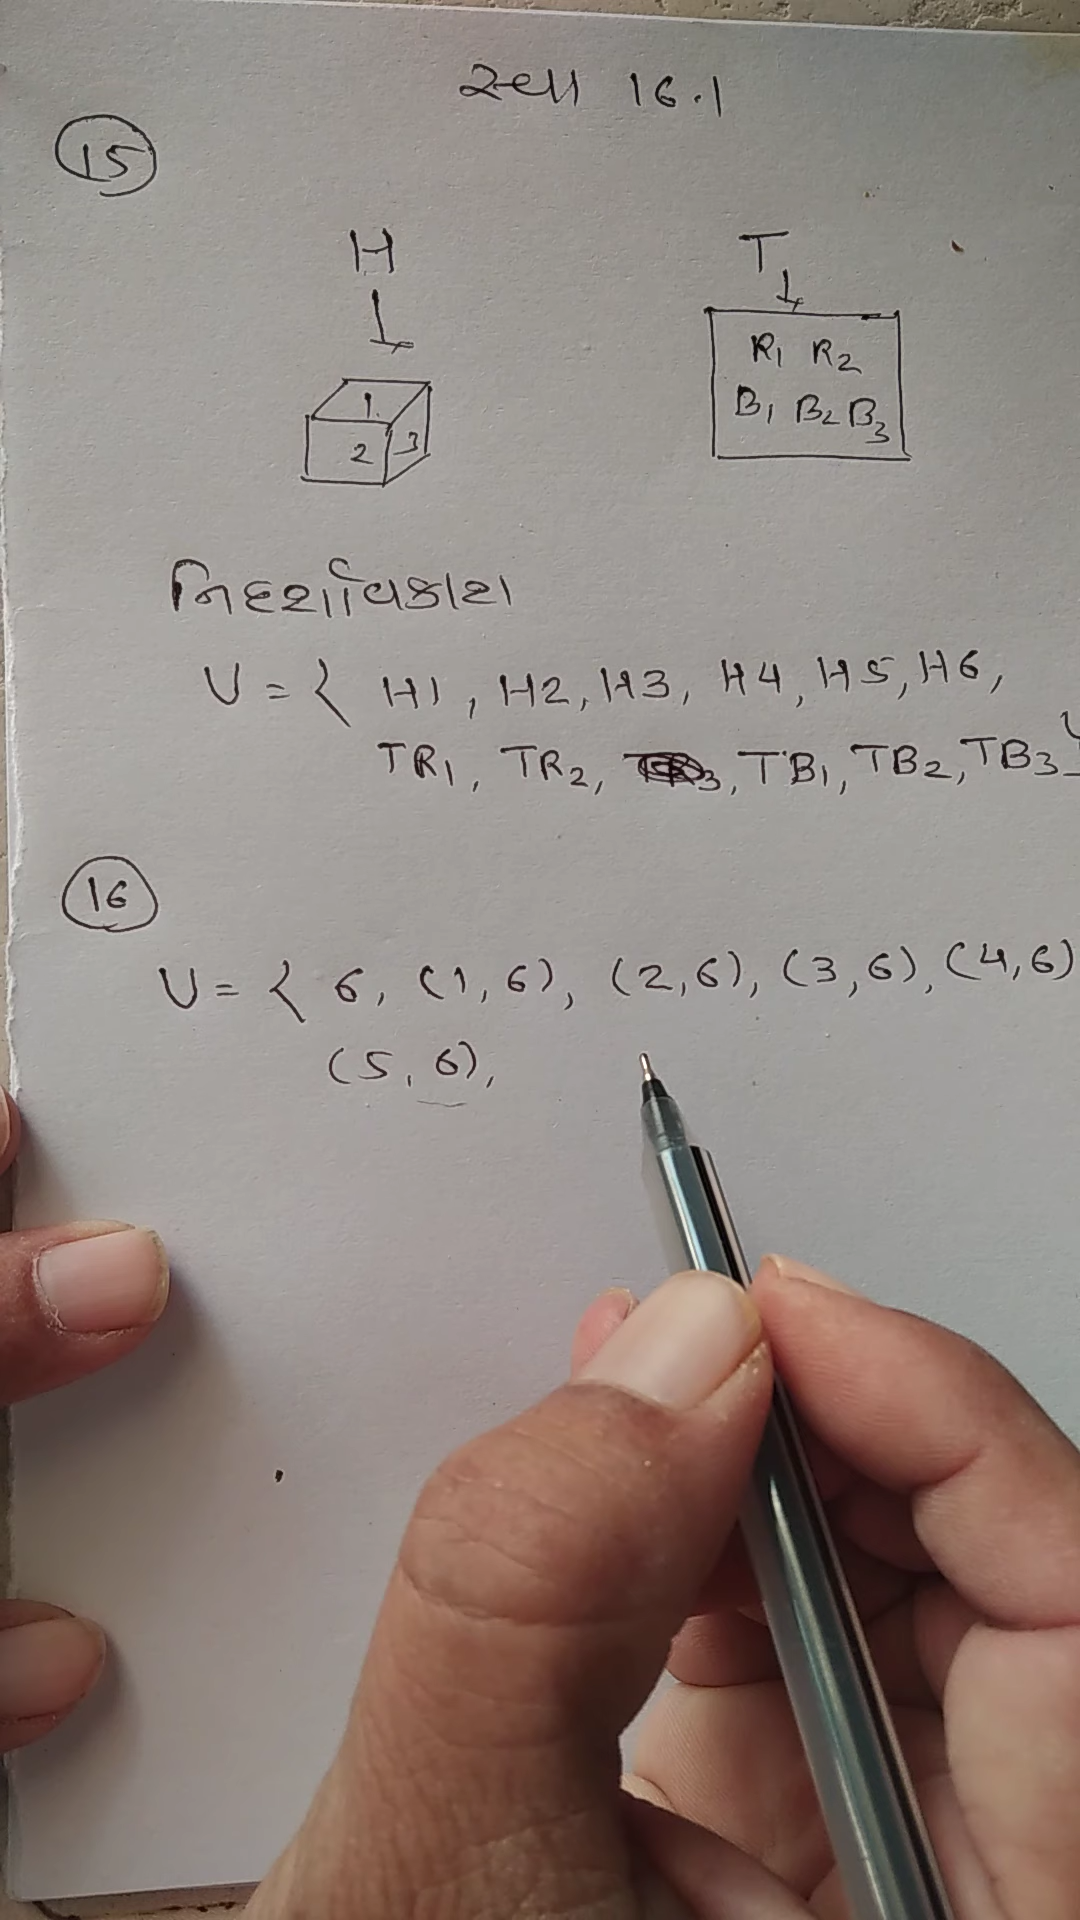 સ્વા 16.1
15
H T
1 2 3
R1 R2
B1 B2 B3
નિદર્શાવકાશ
U = { H1, H2, H3, H4, H5, H6,
TR1, TR2, TB1, TB2, TB3 }
16
U = { 6, (1,6), (2,6), (3,6), (4,6)
(5,6),